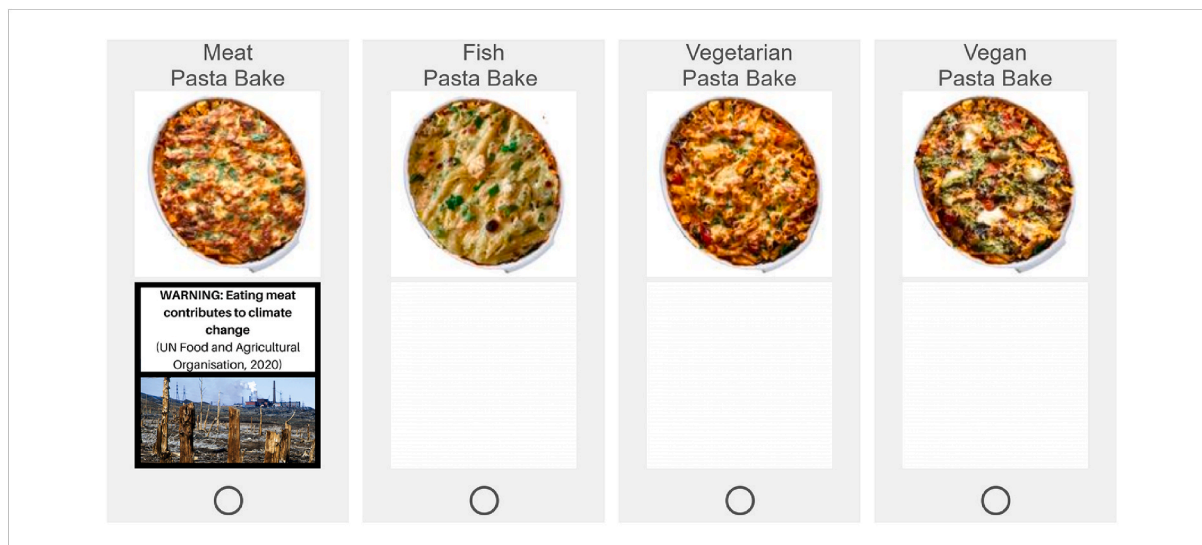 Meat
Pasta Bake
Fish
Pasta Bake
Vegetarian
Pasta Bake
Vegan
Pasta Bake
WARNING: Eating meat
contributes to climate
change
(UN Food and Agricultural
Organisation, 2020)